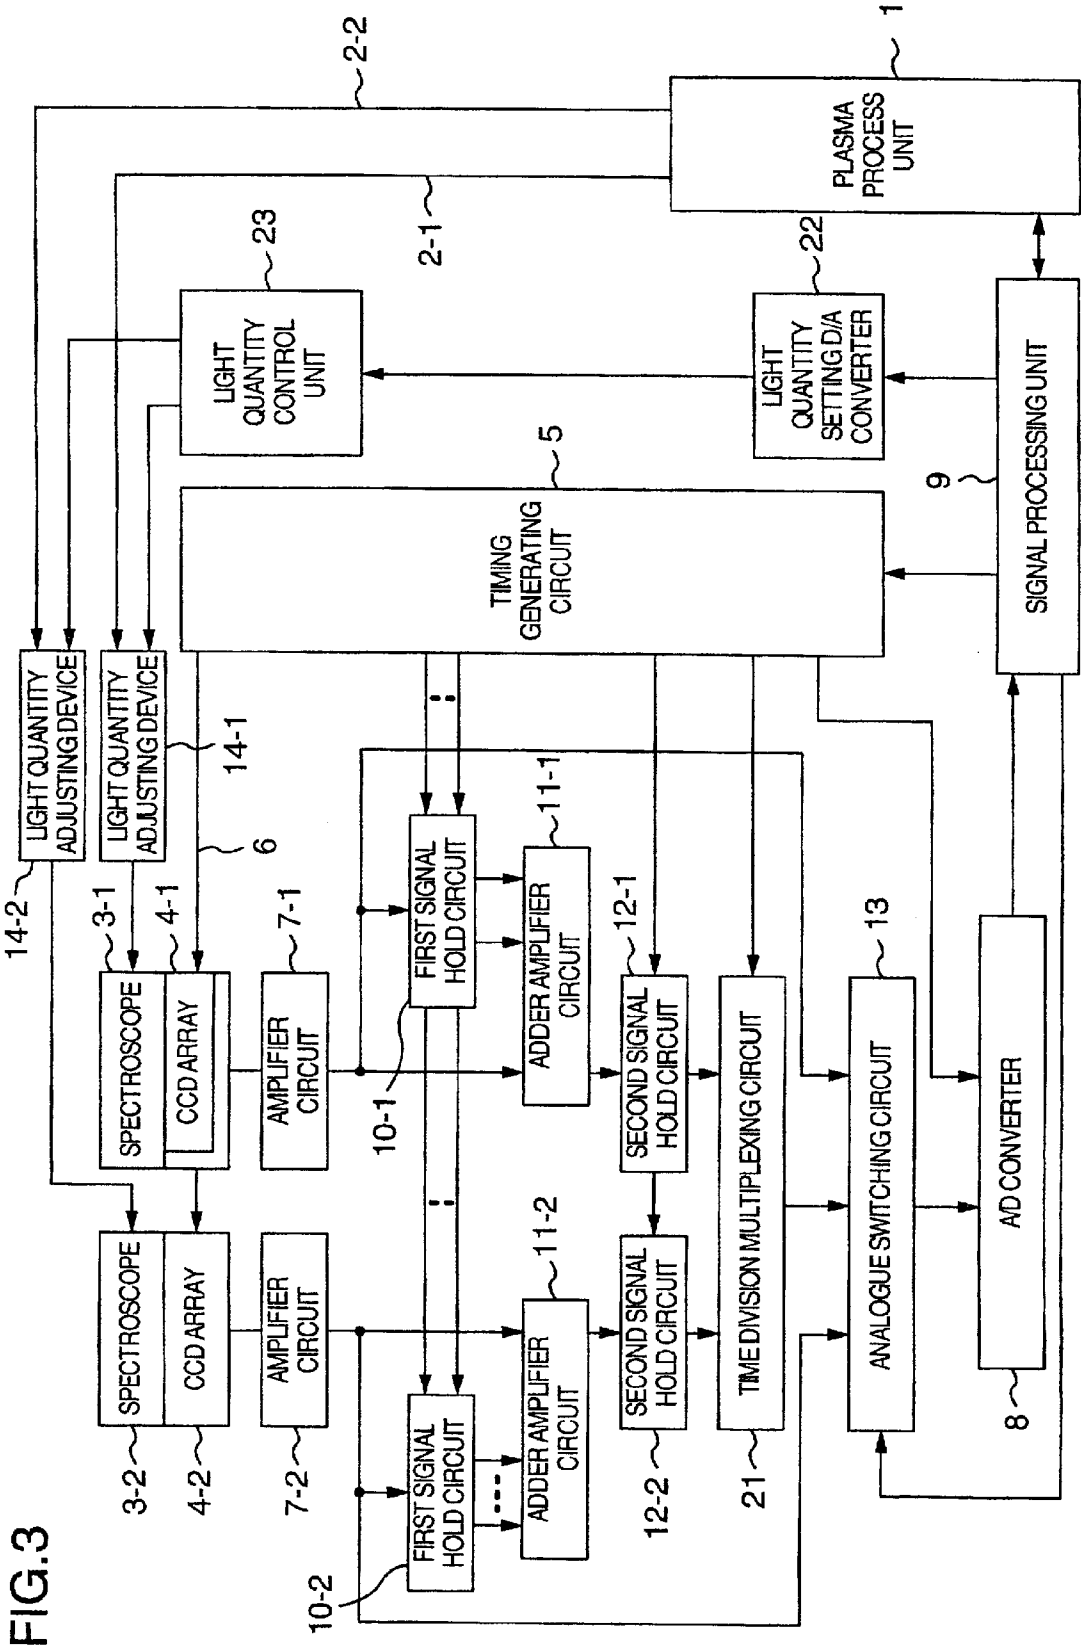 FIG.3
3-2
SPECTROSCOPE
4-2
CCD ARRAY
7-2
AMPLIFIER
CIRCUIT
10-2
FIRST SIGNAL
HOLD CIRCUIT
ADDER AMPLIFIER
CIRCUIT
11-2
12-2
SECOND SIGNAL
HOLD CIRCUIT
14-2
LIGHT QUANTITY
ADJUSTING DEVICE
LIGHT QUANTITY
ADJUSTING DEVICE
14-1
3-1
SPECTROSCOPE
4-1
CCD ARRAY
6
7-1
AMPLIFIER
CIRCUIT
10-1
FIRST SIGNAL
HOLD CIRCUIT
ADDER AMPLIFIER
CIRCUIT
11-1
12-1
SECOND SIGNAL
HOLD CIRCUIT
21
TIME DIVISION MULTIPLEXING CIRCUIT
13
ANALOGUE SWITCHING CIRCUIT
8
A/D CONVERTER
TIMING
GENERATING
CIRCUIT
5
LIGHT
QUANTITY
CONTROL
UNIT
23
LIGHT
QUANTITY
SETTING D/A
CONVERTER
22
9
SIGNAL PROCESSING UNIT
2-1
2-2
PLASMA
PROCESS
UNIT
1